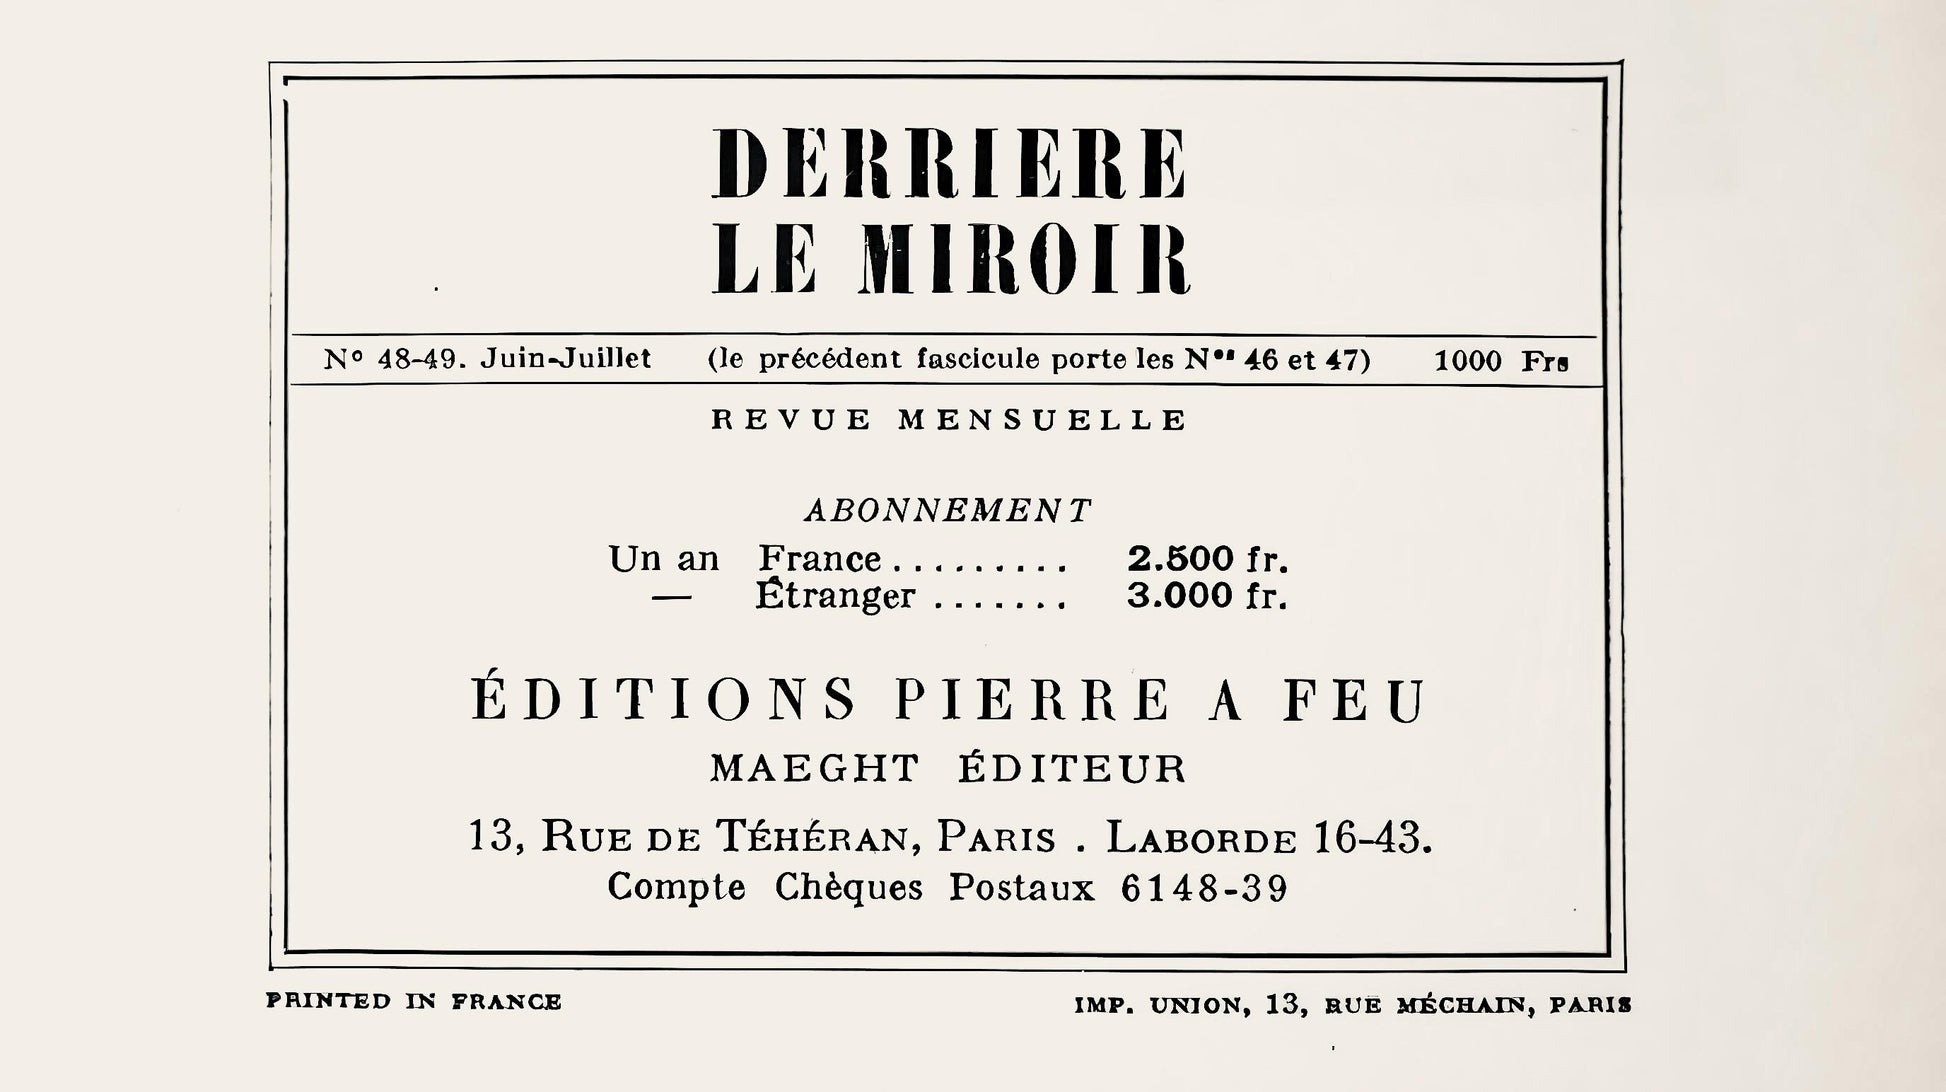 DERRIERE
LE MIROIR
Nº 48-49. Juin-Juillet (le précédent fascicule porte les Nos 46 et 47) 1000 Frs
REVUE MENSUELLE
ABONNEMENT
Un an France ......... 2.500 fr.
— Étranger ....... 3.000 fr.
ÉDITIONS PIERRE A FEU
MAEGHT ÉDITEUR
13, RUE DE TÉHÉRAN, PARIS . LABORDE 16-43.
Compte Chèques Postaux 6148-39
PRINTED IN FRANCE
IMP. UNION, 13, RUE MÉCHAIN, PARIS